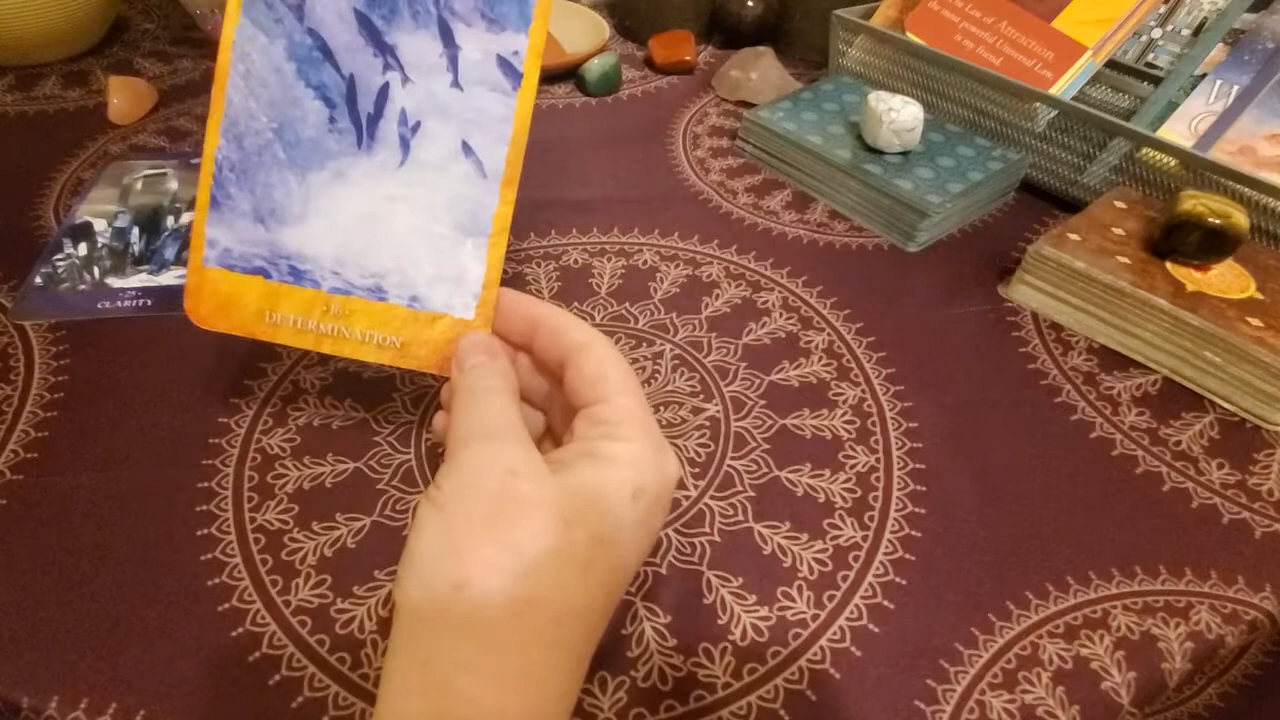 The Law of Attraction,
the most powerful Universal Law,
is my friend.
· 16 ·
DETERMINATION
· 25 ·
CLARITY